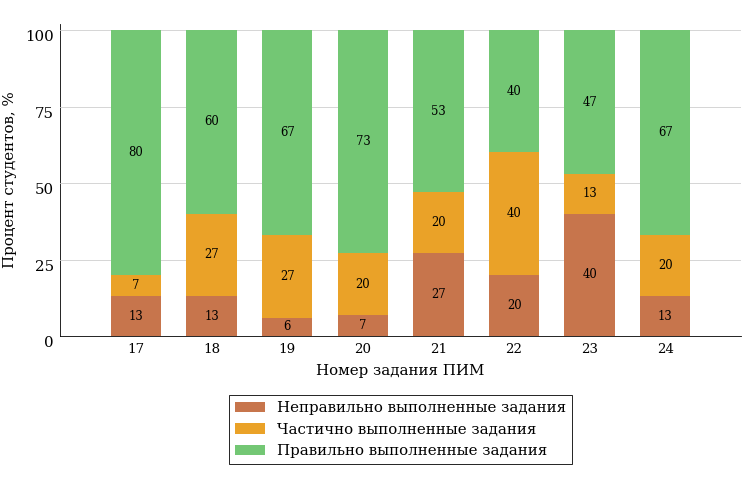 100
80 60 67 73 53 40 47 67
75
7 27 27 20 20 40 13 20
50
13 13 6 7 27 20 40 13
25
0
Процент студентов, %
17 18 19 20 21 22 23 24
Номер задания ПИМ
Неправильно выполненные задания
Частично выполненные задания
Правильно выполненные задания